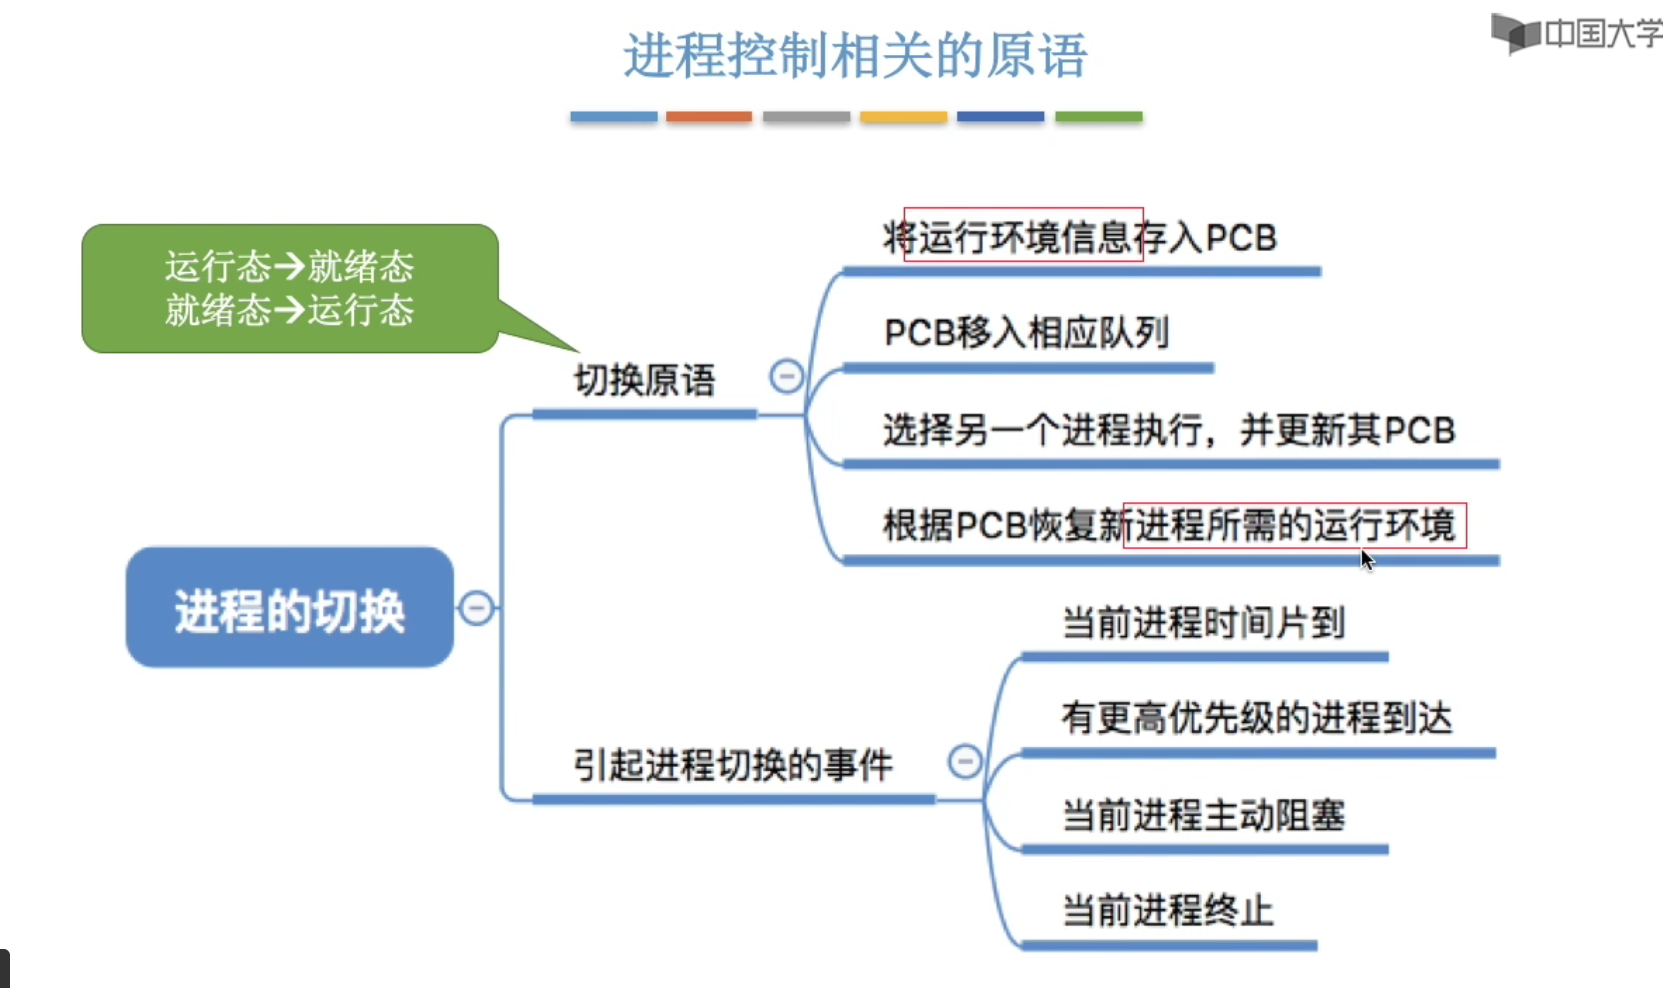 进程控制相关的原语
中国大学
运行态→就绪态
就绪态→运行态
将运行环境信息存入PCB
PCB移入相应队列
切换原语
选择另一个进程执行，并更新其PCB
根据PCB恢复新进程所需的运行环境
进程的切换
当前进程时间片到
有更高优先级的进程到达
引起进程切换的事件
当前进程主动阻塞
当前进程终止